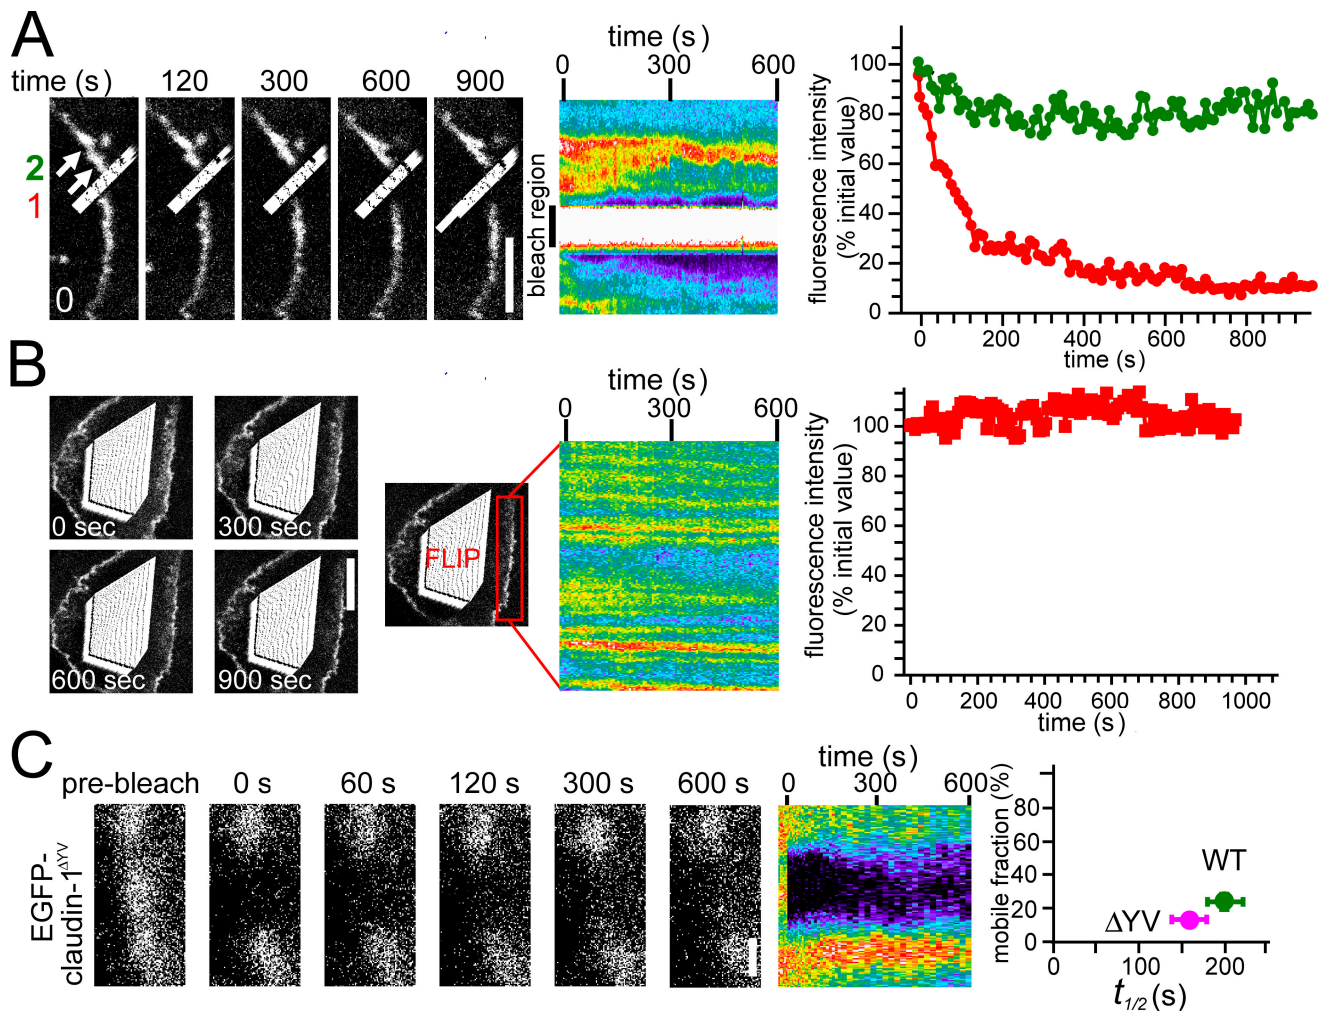 A
time (s) 120 300 600 900
2
1
0
time (s)
0 300 600
bleach region
fluorescence intensity
(% initial value)
100
80
60
40
20
0
0 200 400 600 800
time (s)
B
0 sec
300 sec
600 sec
900 sec
FLIP
time (s)
0 300 600
fluorescence intensity
(% initial value)
100
80
60
40
20
0
0 200 400 600 800 1000
time (s)
C
pre-bleach 0 s 60 s 120 s 300 s 600 s
EGFP-
claudin-1ΔYV
time (s)
0 300 600
mobile fraction (%)
80
60
40
20
0
WT
ΔYV
0 100 200
t1/2 (s)